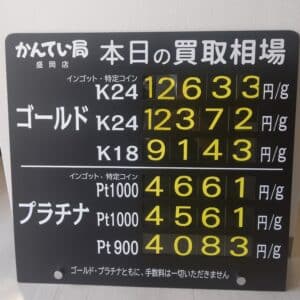 かんてい局 本日の買取相場
盛岡店
インゴット・特定コイン
K24 12633 円/g
ゴールド K24 12372 円/g
K18 9143 円/g
インゴット・特定コイン
Pt1000 4661 円/g
プラチナ Pt1000 4561 円/g
Pt900 4083 円/g
ゴールド・プラチナともに、手数料は一切いただきません